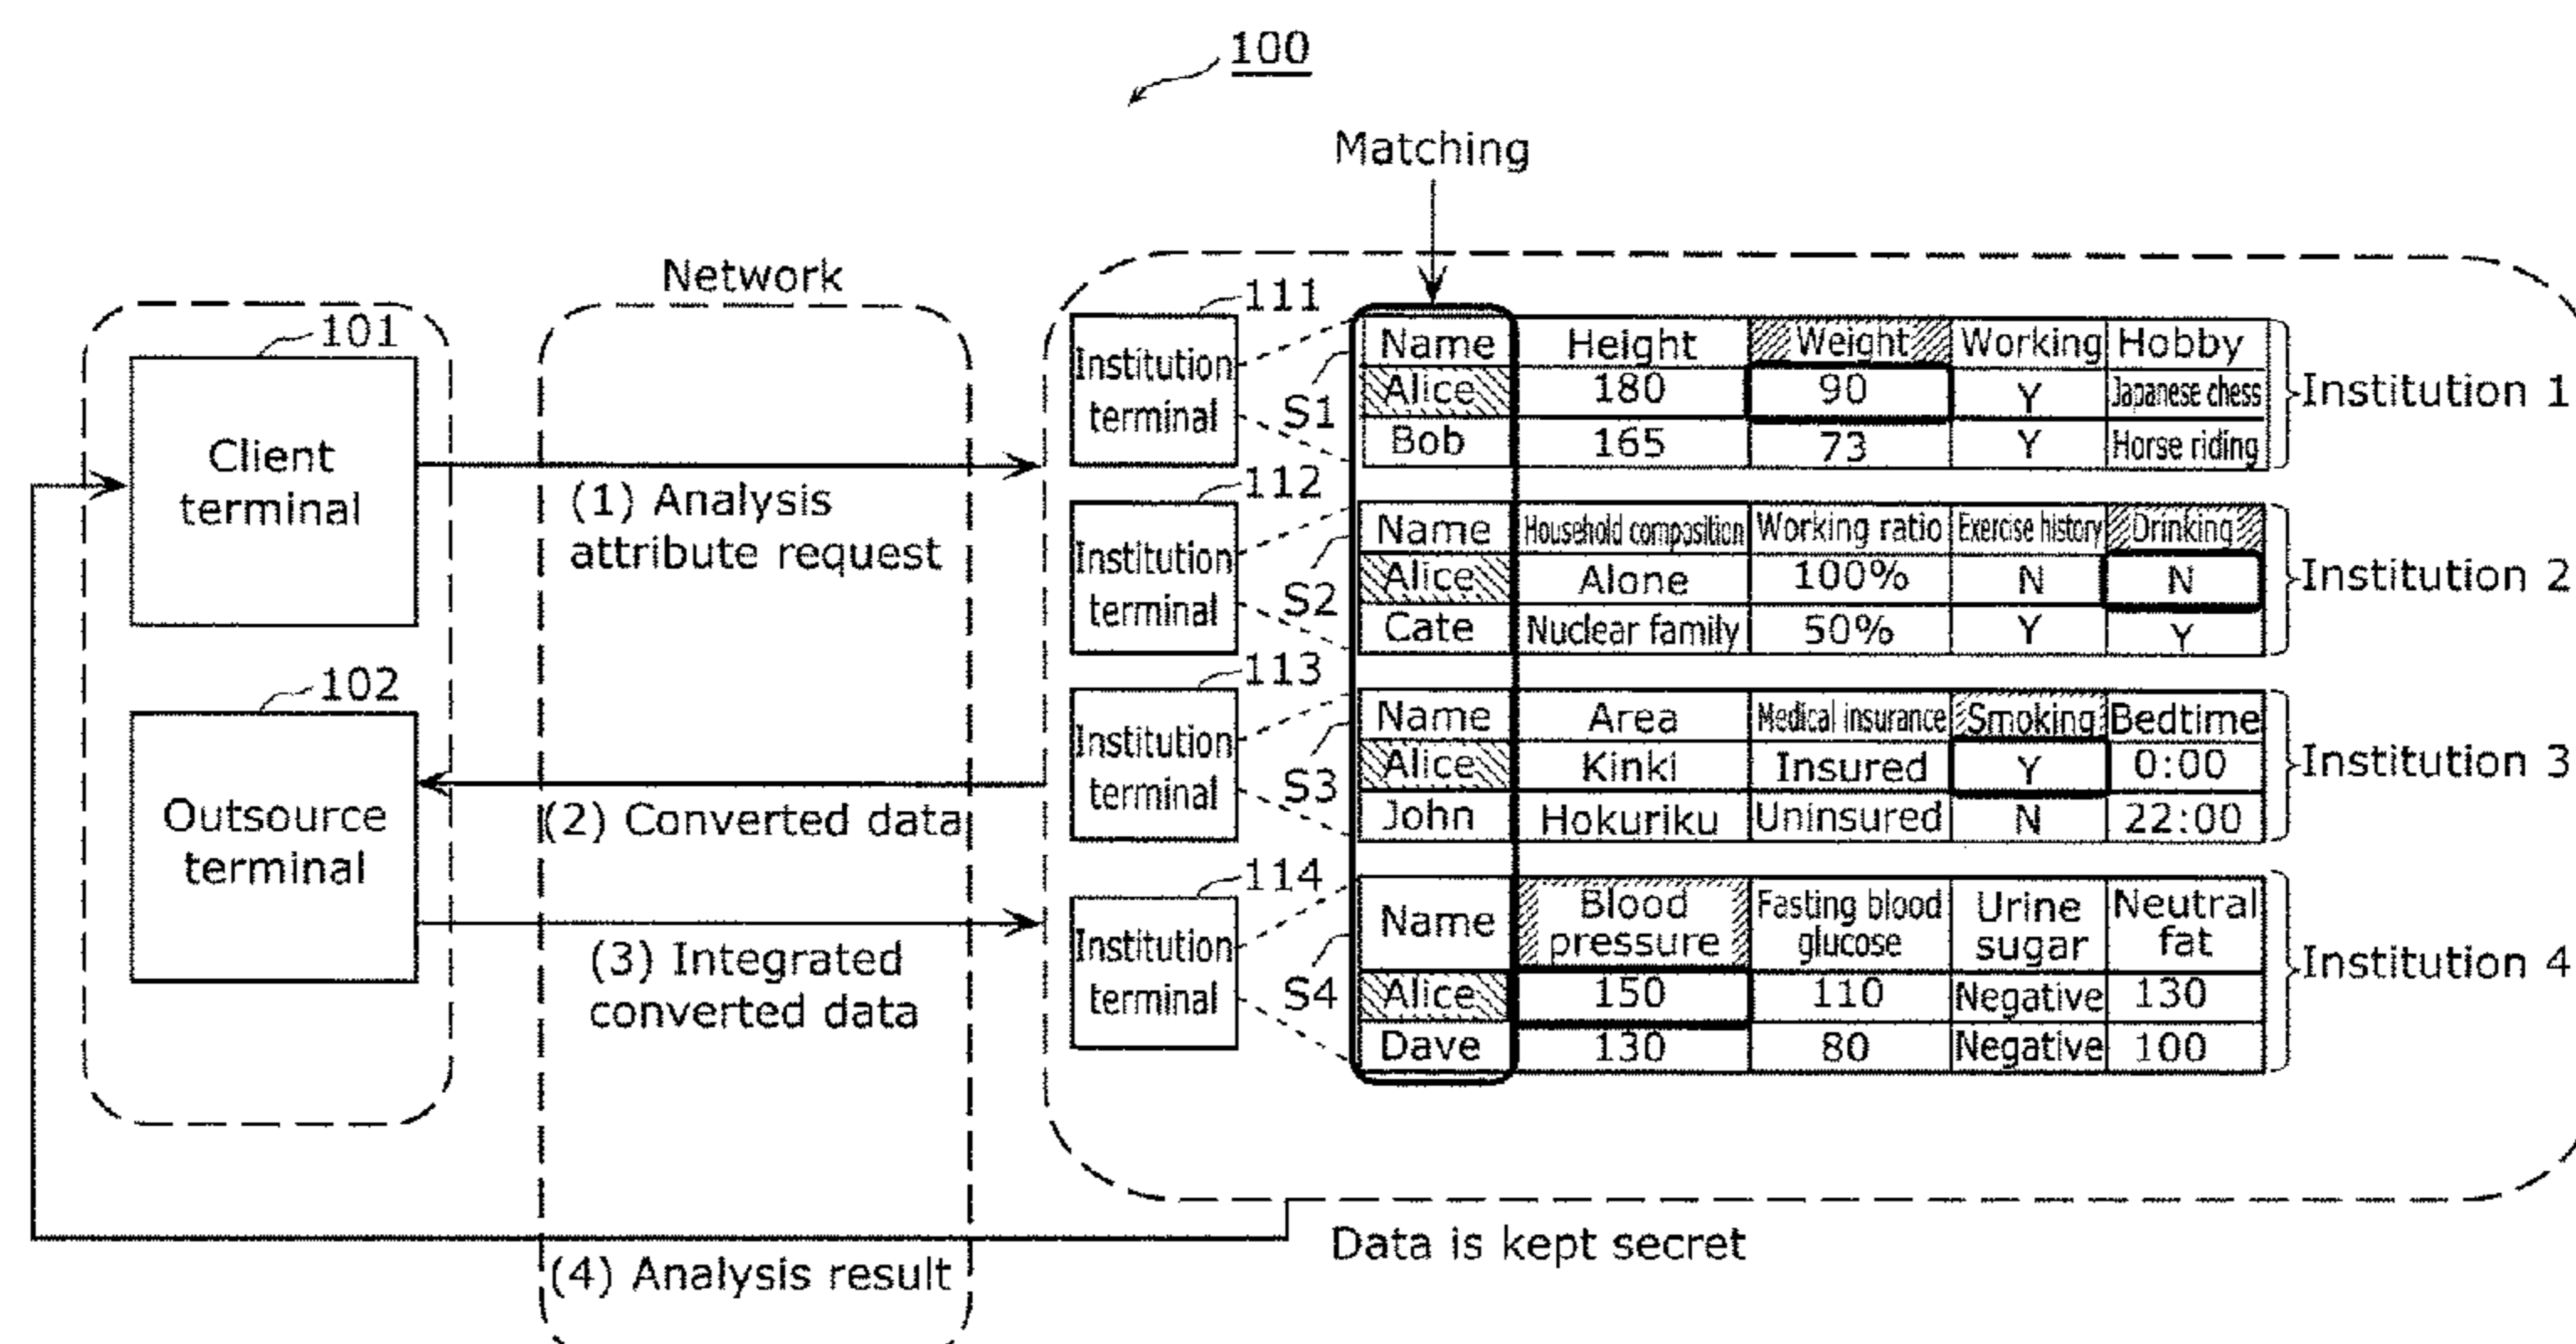 100
Matching
Network
101
Client
terminal
102
Outsource
terminal
(1) Analysis
attribute request
(2) Converted data
(3) Integrated
converted data
(4) Analysis result
111
Institution
terminal
S1
Name Height Weight Working Hobby
Alice 180 90 Y Japanese chess
Bob 165 73 Y Horse riding
Institution 1
112
Institution
terminal
S2
Name Household composition Working ratio Exercise history Drinking
Alice Alone 100% N N
Cate Nuclear family 50% Y Y
Institution 2
113
Institution
terminal
S3
Name Area Medical insurance Smoking Bedtime
Alice Kinki Insured Y 0:00
John Hokuriku Uninsured N 22:00
Institution 3
114
Institution
terminal
S4
Name Blood pressure Fasting blood glucose Urine sugar Neutral fat
Alice 150 110 Negative 130
Dave 130 80 Negative 100
Institution 4
Data is kept secret